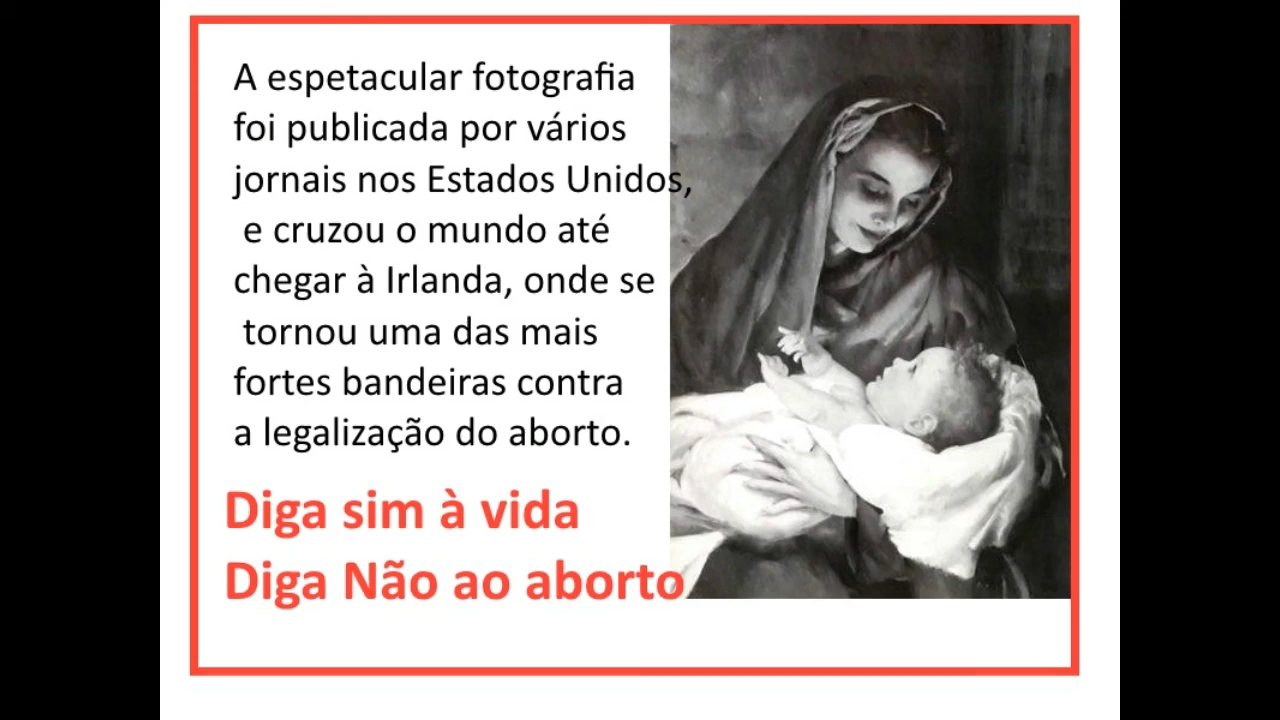 A espetacular fotografia
foi publicada por vários
jornais nos Estados Unidos,
e cruzou o mundo até
chegar à Irlanda, onde se
tornou uma das mais
fortes bandeiras contra
a legalização do aborto.
Diga sim à vida
Diga Não ao aborto